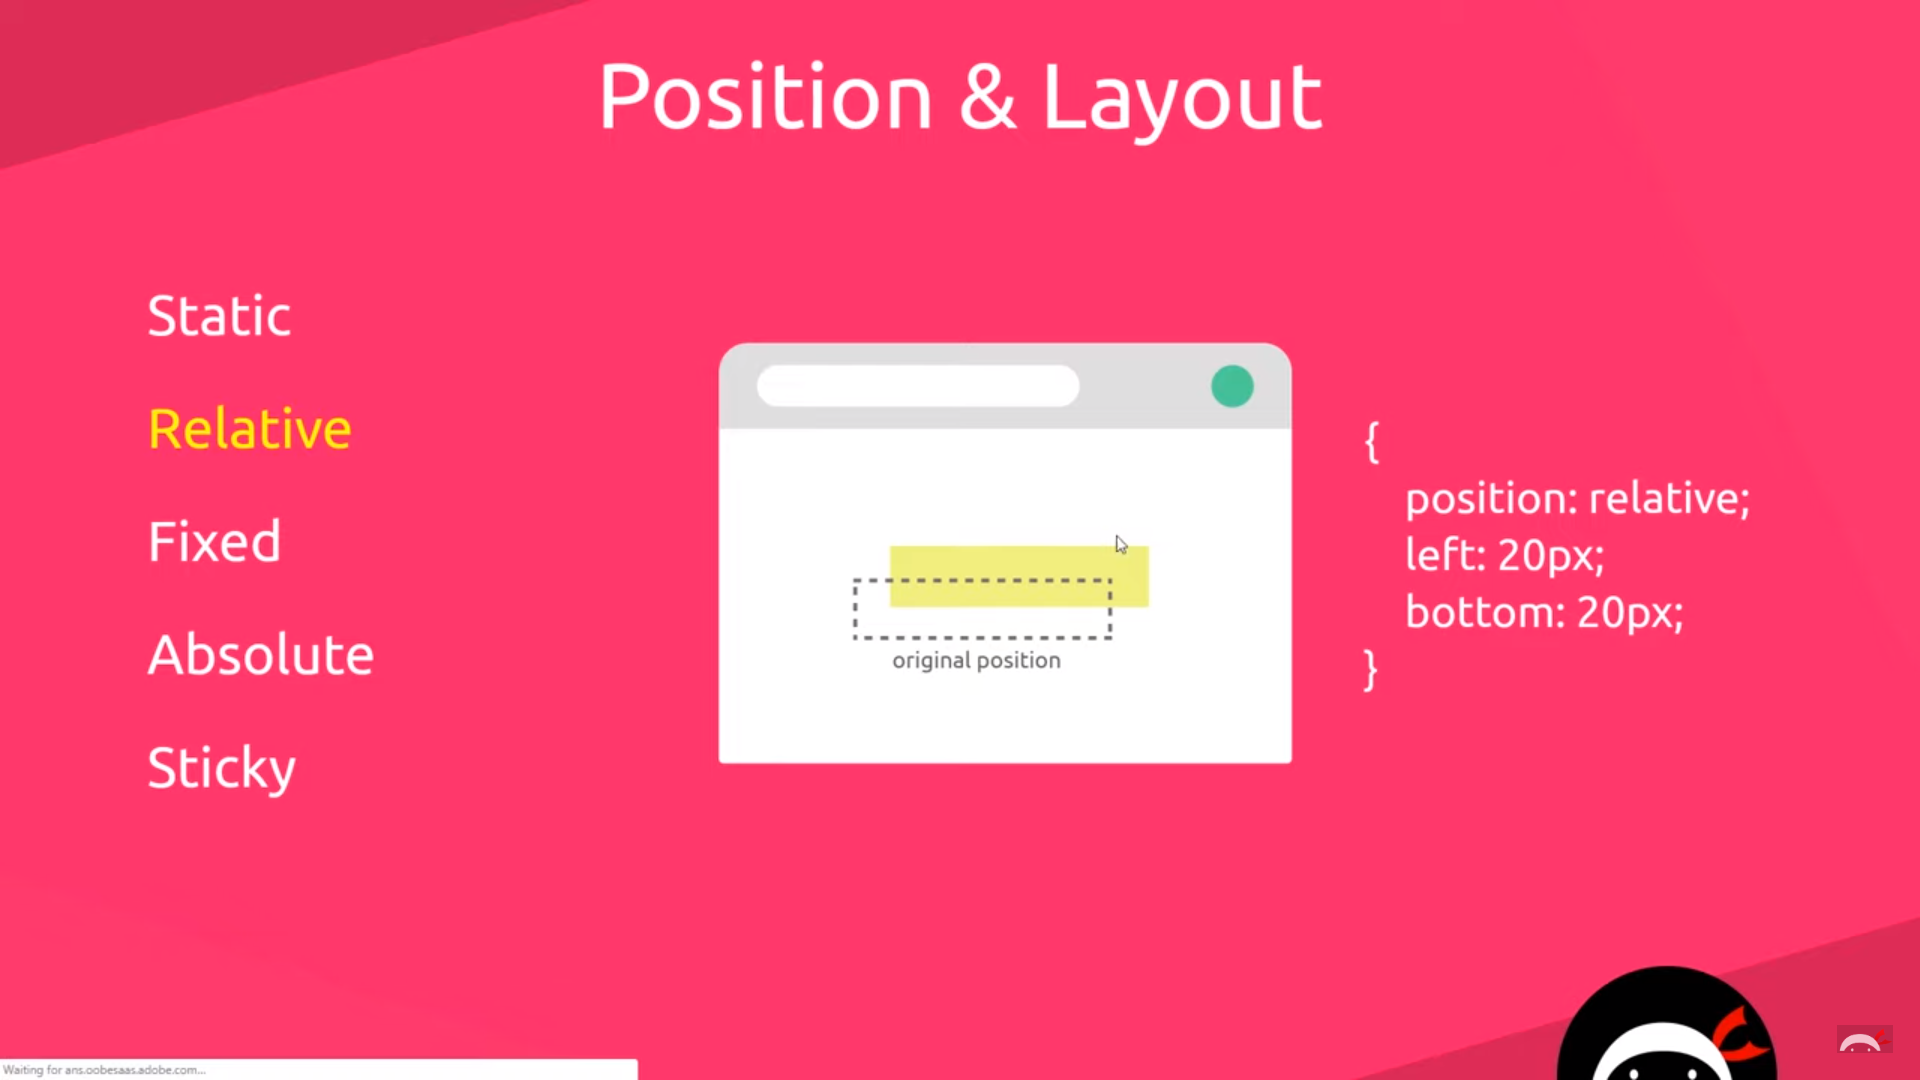 Position & Layout
Static
Relative
Fixed
Absolute
Sticky
original position
{
position: relative;
left: 20px;
bottom: 20px;
}
Waiting for ans.oobesaas.adobe.com...